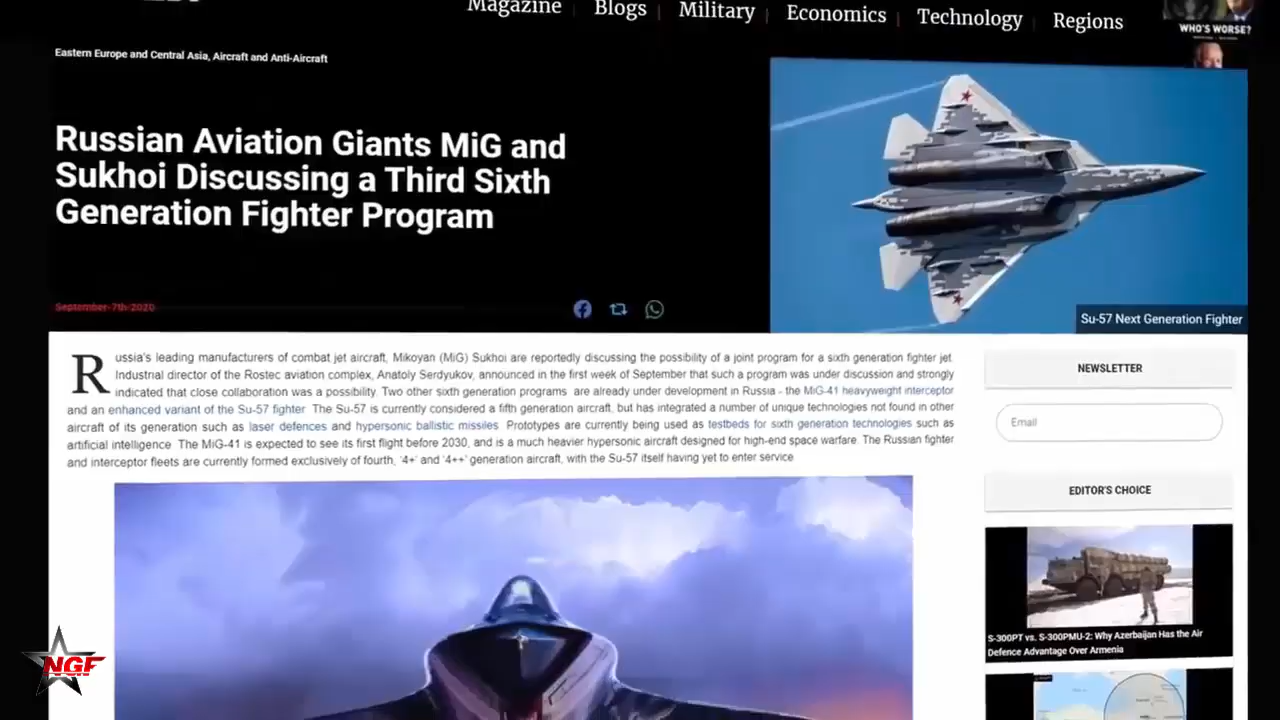 Magazine
Blogs
Military
Economics
Technology
Regions
WHO'S WORSE?
Eastern Europe and Central Asia, Aircraft and Anti-Aircraft
Russian Aviation Giants MiG and
Sukhoi Discussing a Third Sixth
Generation Fighter Program
September-7th-2020
Su-57 Next Generation Fighter
Russia's leading manufacturers of combat jet aircraft, Mikoyan (MiG) Sukhoi are reportedly discussing the possibility of a joint program for a sixth generation fighter jet.
Industrial director of the Rostec aviation complex, Anatoly Serdyukov, announced in the first week of September that such a program was under discussion and strongly
indicated that close collaboration was a possibility. Two other sixth generation programs are already under development in Russia - the MiG-41 heavyweight interceptor
and an enhanced variant of the Su-57 fighter. The Su-57 is currently considered a fifth generation aircraft, but has integrated a number of unique technologies not found in other
aircraft of its generation such as laser defences and hypersonic ballistic missiles. Prototypes are currently being used as testbeds for sixth generation technologies such as
artificial intelligence. The MiG-41 is expected to see its first flight before 2030, and is a much heavier hypersonic aircraft designed for high-end space warfare. The Russian fighter
and interceptor fleets are currently formed exclusively of fourth, '4+' and '4++' generation aircraft, with the Su-57 itself having yet to enter service.
NEWSLETTER
Email
EDITOR'S CHOICE
S-300PT vs. S-300PMU-2: Why Azerbaijan Has the Air
Defence Advantage Over Armenia
NGF